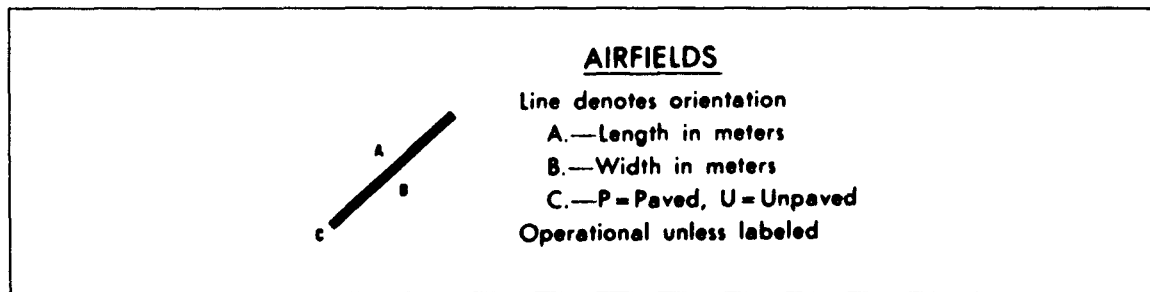 AIRFIELDS
Line denotes orientation
A.—Length in meters
A
B.—Width in meters
B
C.—P = Paved, U = Unpaved
C
Operational unless labeled